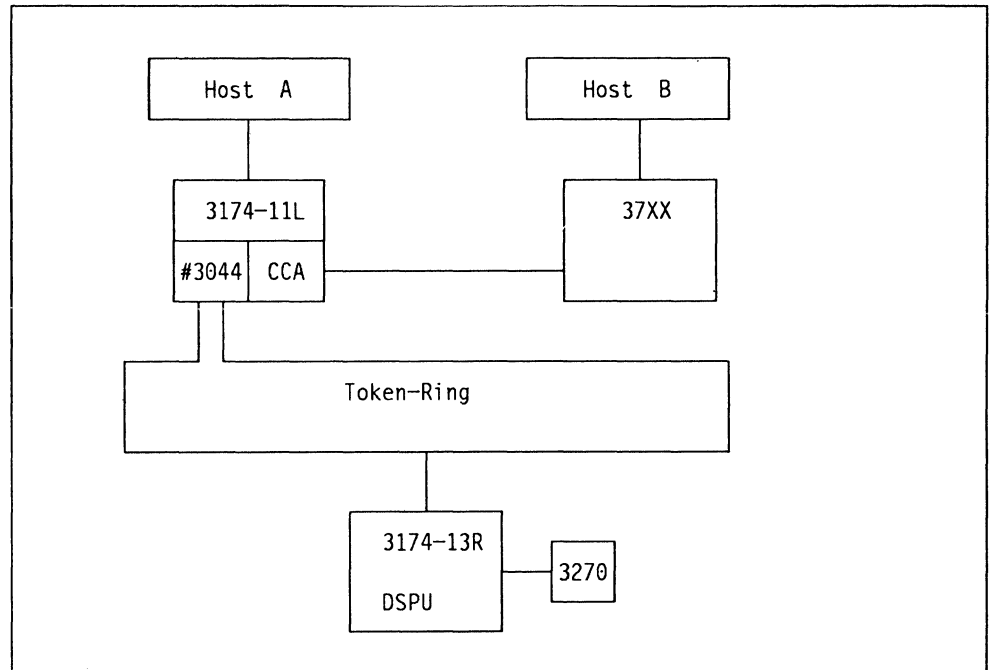 Host A
Host B
3174-11L
37XX
#3044
CCA
Token-Ring
3174-13R
3270
DSPU